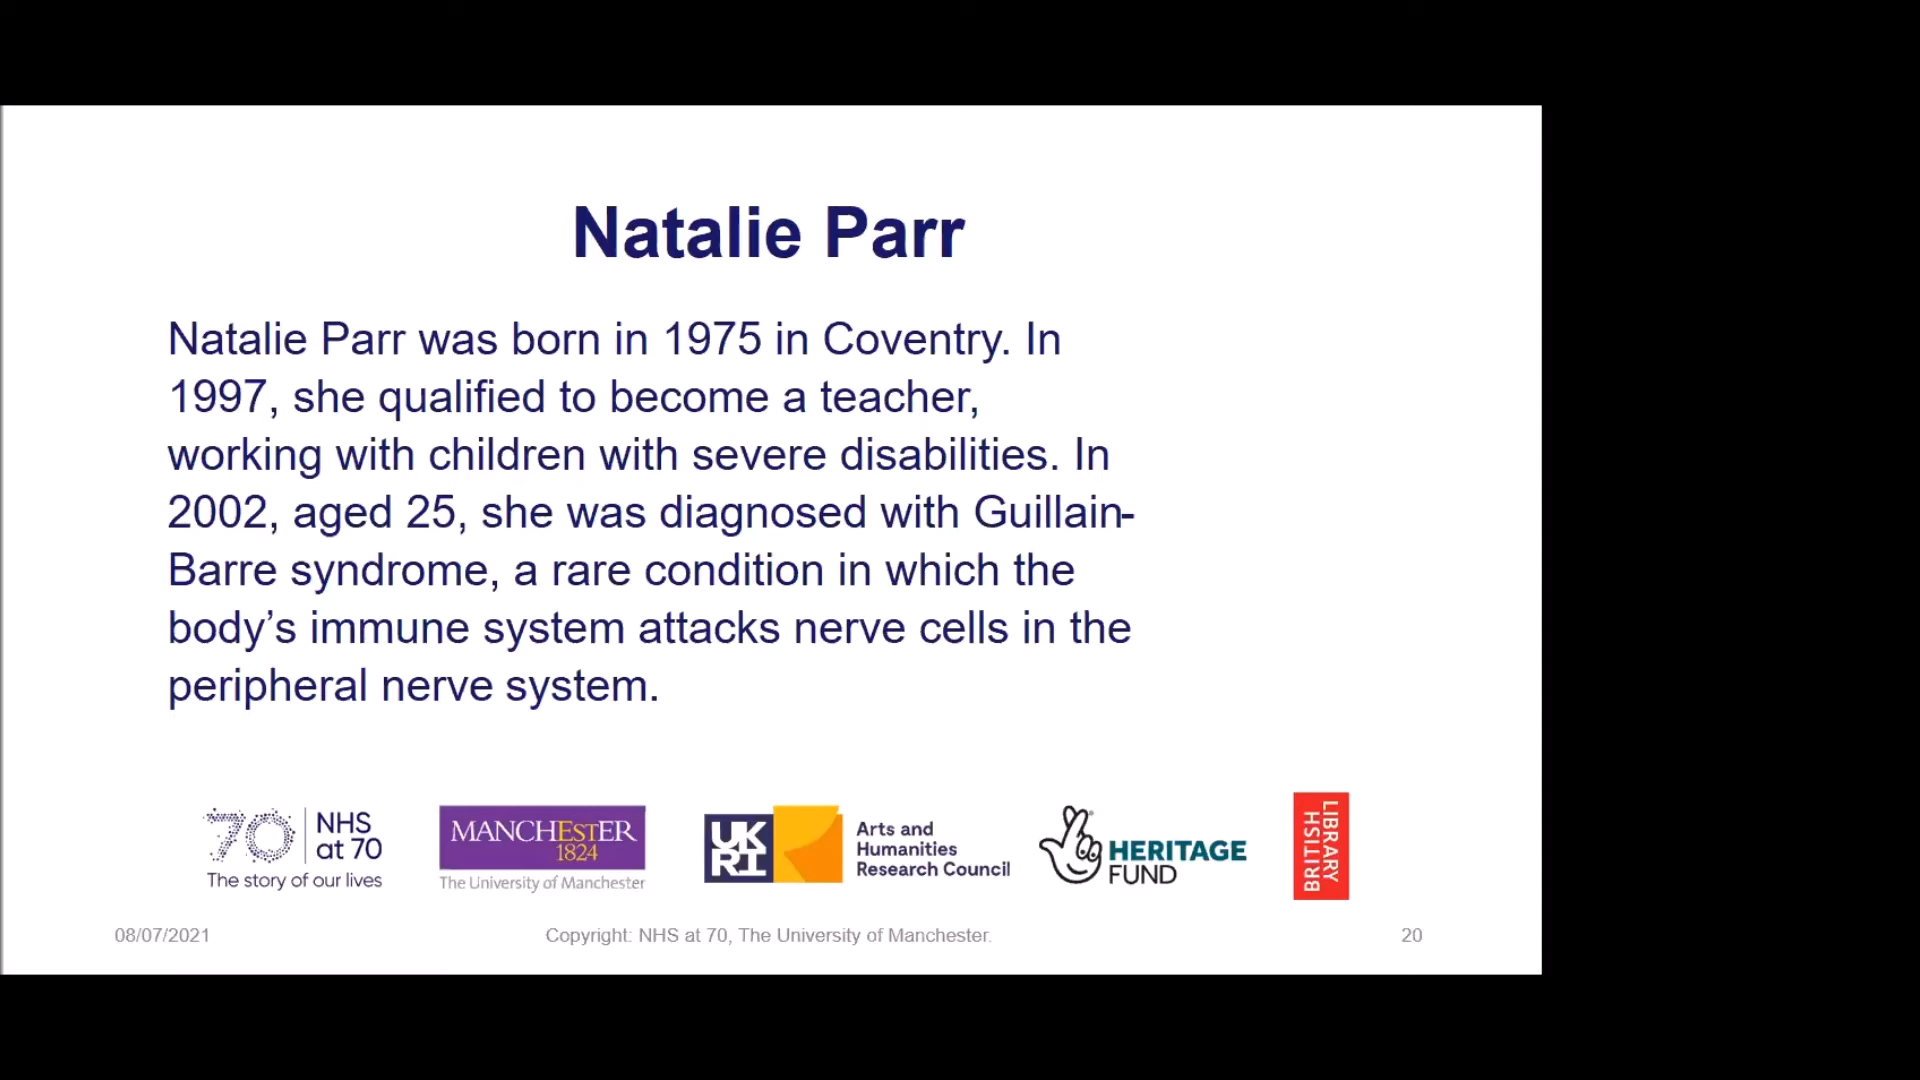 Natalie Parr
Natalie Parr was born in 1975 in Coventry. In
1997, she qualified to become a teacher,
working with children with severe disabilities. In
2002, aged 25, she was diagnosed with Guillain-
Barre syndrome, a rare condition in which the
body’s immune system attacks nerve cells in the
peripheral nerve system.
70 NHS
at 70
The story of our lives
MANCHESTER
1824
The University of Manchester
UK
RI
Arts and
Humanities
Research Council
HERITAGE
FUND
BRITISH
LIBRARY
08/07/2021
Copyright: NHS at 70, The University of Manchester.
20